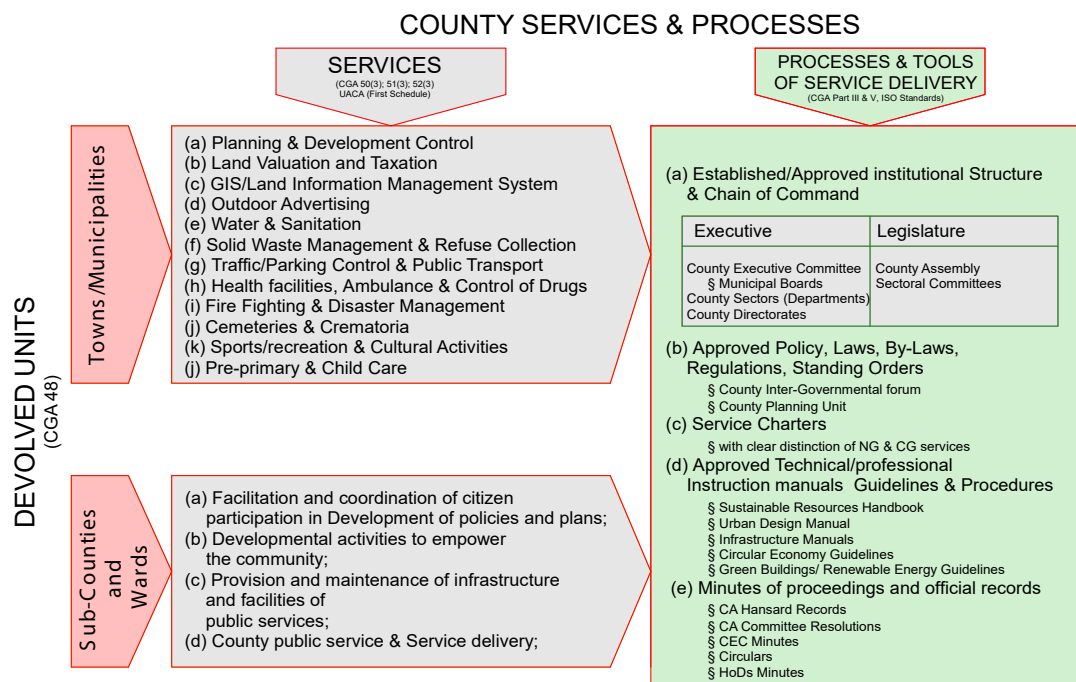 COUNTY SERVICES & PROCESSES
SERVICES
(CGA 50(3); 51(3); 52(3)
UACA (First Schedule)
PROCESSES & TOOLS
OF SERVICE DELIVERY
(CGA Part III & V, ISO Standards)
DEVOLVED UNITS
(CGA 48)
Towns/Municipalities
(a) Planning & Development Control
(b) Land Valuation and Taxation
(c) GIS/Land Information Management System
(d) Outdoor Advertising
(e) Water & Sanitation
(f) Solid Waste Management & Refuse Collection
(g) Traffic/Parking Control & Public Transport
(h) Health facilities, Ambulance & Control of Drugs
(i) Fire Fighting & Disaster Management
(j) Cemeteries & Crematoria
(k) Sports/recreation & Cultural Activities
(j) Pre-primary & Child Care
Sub-Counties
and
Wards
(a) Facilitation and coordination of citizen
participation in Development of policies and plans;
(b) Developmental activities to empower
the community;
(c) Provision and maintenance of infrastructure
and facilities of
public services;
(d) County public service & Service delivery;
(a) Established/Approved institutional Structure
& Chain of Command
Executive
Legislature
County Executive Committee
§ Municipal Boards
County Sectors (Departments)
County Directorates
County Assembly
Sectoral Committees
(b) Approved Policy, Laws, By-Laws,
Regulations, Standing Orders
§ County Inter-Governmental forum
§ County Planning Unit
(c) Service Charters
§ with clear distinction of NG & CG services
(d) Approved Technical/professional
Instruction manuals Guidelines & Procedures
§ Sustainable Resources Handbook
§ Urban Design Manual
§ Infrastructure Manuals
§ Circular Economy Guidelines
§ Green Buildings/ Renewable Energy Guidelines
(e) Minutes of proceedings and official records
§ CA Hansard Records
§ CA Committee Resolutions
§ CEC Minutes
§ Circulars
§ HoDs Minutes